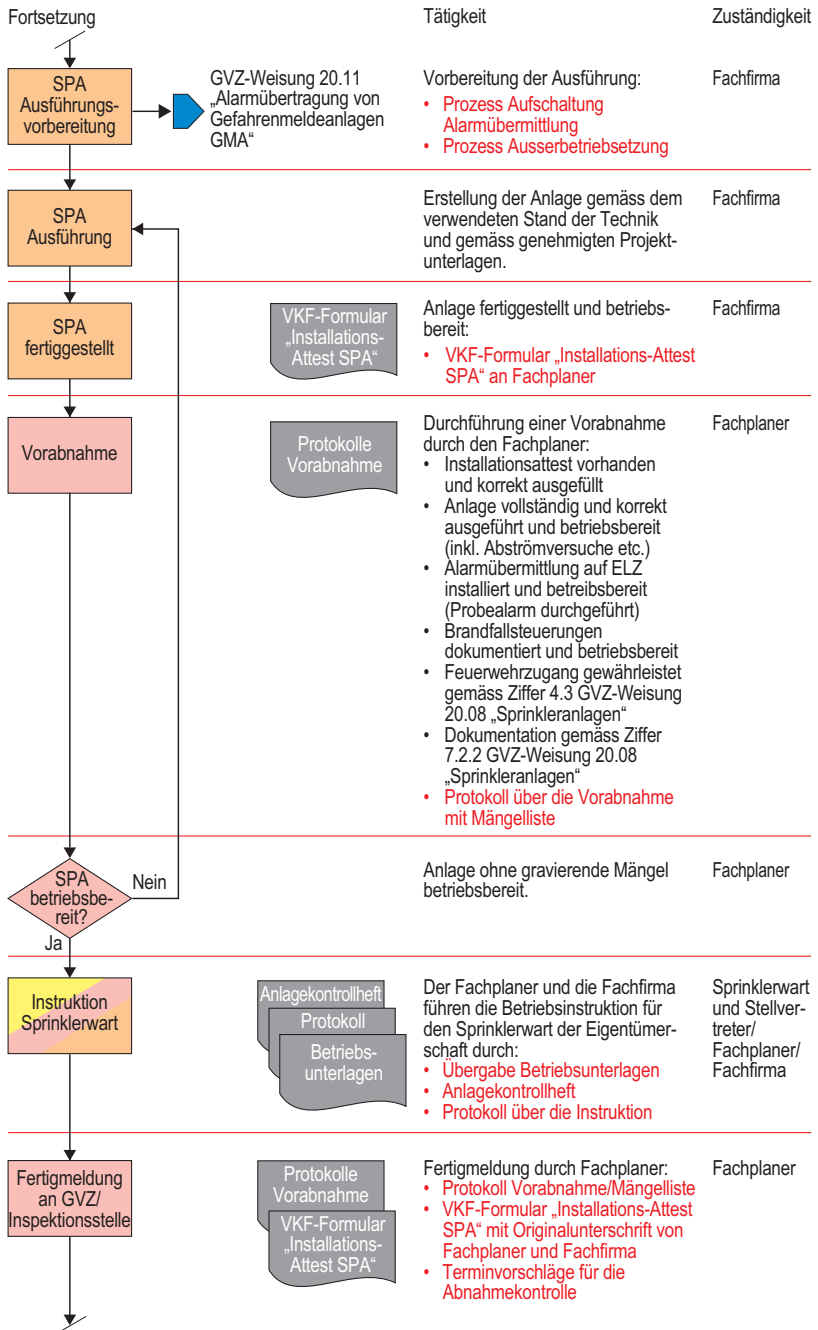 Fortsetzung
Tätigkeit
Zuständigkeit
SPA
Ausführungs-
vorbereitung
GVZ-Weisung 20.11
„Alarmübertragung von
Gefahrenmeldeanlagen
GMA“
Vorbereitung der Ausführung:
• Prozess Aufschaltung
Alarmübermittlung
• Prozess Ausserbetriebsetzung
Fachfirma
SPA
Ausführung
Erstellung der Anlage gemäss dem
verwendeten Stand der Technik
und gemäss genehmigten Projekt-
unterlagen.
Fachfirma
SPA
fertiggestellt
VKF-Formular
„Installations-
Attest SPA“
Anlage fertiggestellt und betriebs-
bereit:
• VKF-Formular „Installations-Attest
SPA“ an Fachplaner
Fachfirma
Vorabnahme
Protokolle
Vorabnahme
Durchführung einer Vorabnahme
durch den Fachplaner:
• Installationsattest vorhanden
und korrekt ausgefüllt
• Anlage vollständig und korrekt
ausgeführt und betriebsbereit
(inkl. Abströmversuche etc.)
• Alarmübermittlung auf ELZ
installiert und betreibsbereit
(Probealarm durchgeführt)
• Brandfallsteuerungen
dokumentiert und betriebsbereit
• Feuerwehrzugang gewährleistet
gemäss Ziffer 4.3 GVZ-Weisung
20.08 „Sprinkleranlagen“
• Dokumentation gemäss Ziffer
7.2.2 GVZ-Weisung 20.08
„Sprinkleranlagen“
• Protokoll über die Vorabnahme
mit Mängelliste
Fachplaner
SPA
betriebsbe-
reit?
Nein
Ja
Anlage ohne gravierende Mängel
betriebsbereit.
Fachplaner
Instruktion
Sprinklerwart
Anlagekontrollheft
Protokoll
Betriebs-
unterlagen
Der Fachplaner und die Fachfirma
führen die Betriebsinstruktion für
den Sprinklerwart der Eigentümer-
schaft durch:
• Übergabe Betriebsunterlagen
• Anlagekontrollheft
• Protokoll über die Instruktion
Sprinklerwart
und Stellver-
treter/
Fachplaner/
Fachfirma
Fertigmeldung
an GVZ/
Inspektionsstelle
Protokolle
Vorabnahme
VKF-Formular
„Installations-
Attest SPA“
Fertigmeldung durch Fachplaner:
• Protokoll Vorabnahme/Mängelliste
• VKF-Formular „Installations-Attest
SPA“ mit Originalunterschrift von
Fachplaner und Fachfirma
• Terminvorschläge für die
Abnahmekontrolle
Fachplaner